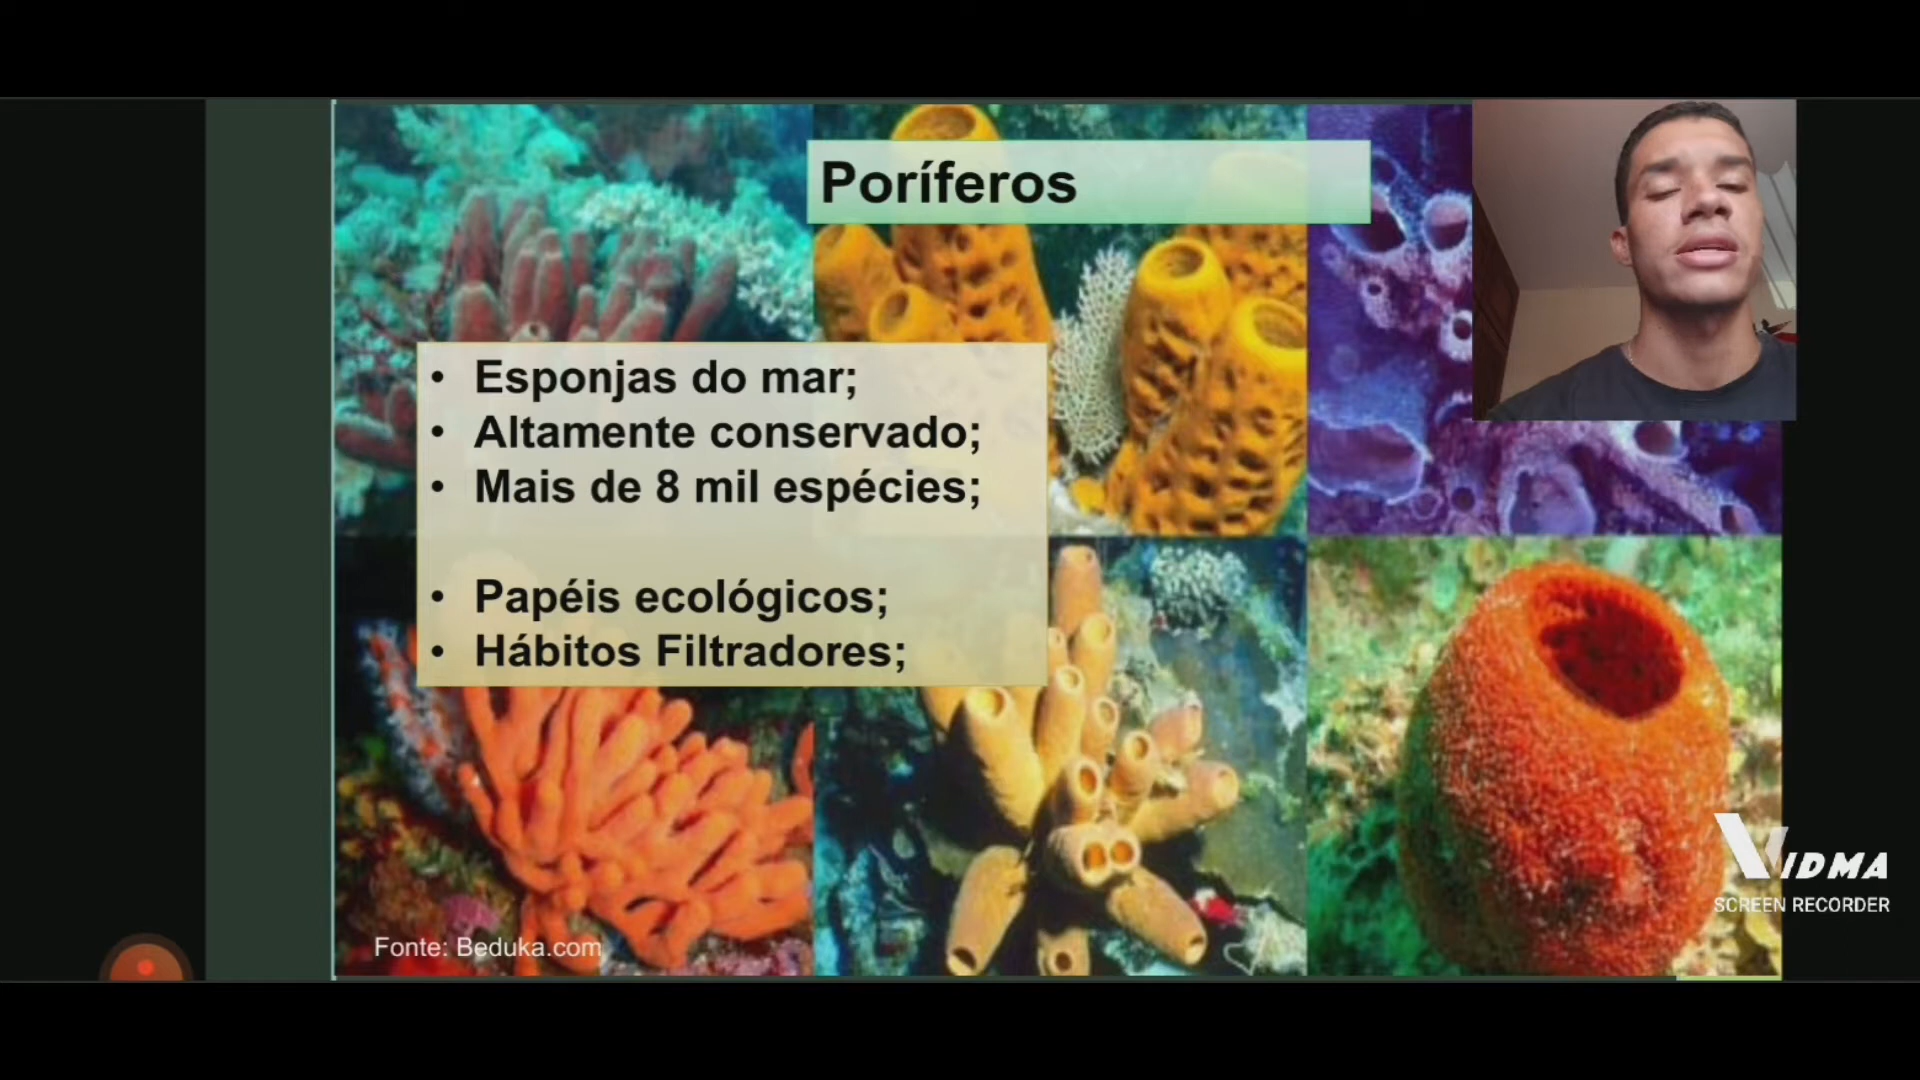 Poríferos
• Esponjas do mar;
• Altamente conservado;
• Mais de 8 mil espécies;
• Papéis ecológicos;
• Hábitos Filtradores;
Fonte: Beduka.com
VIDMA
SCREEN RECORDER